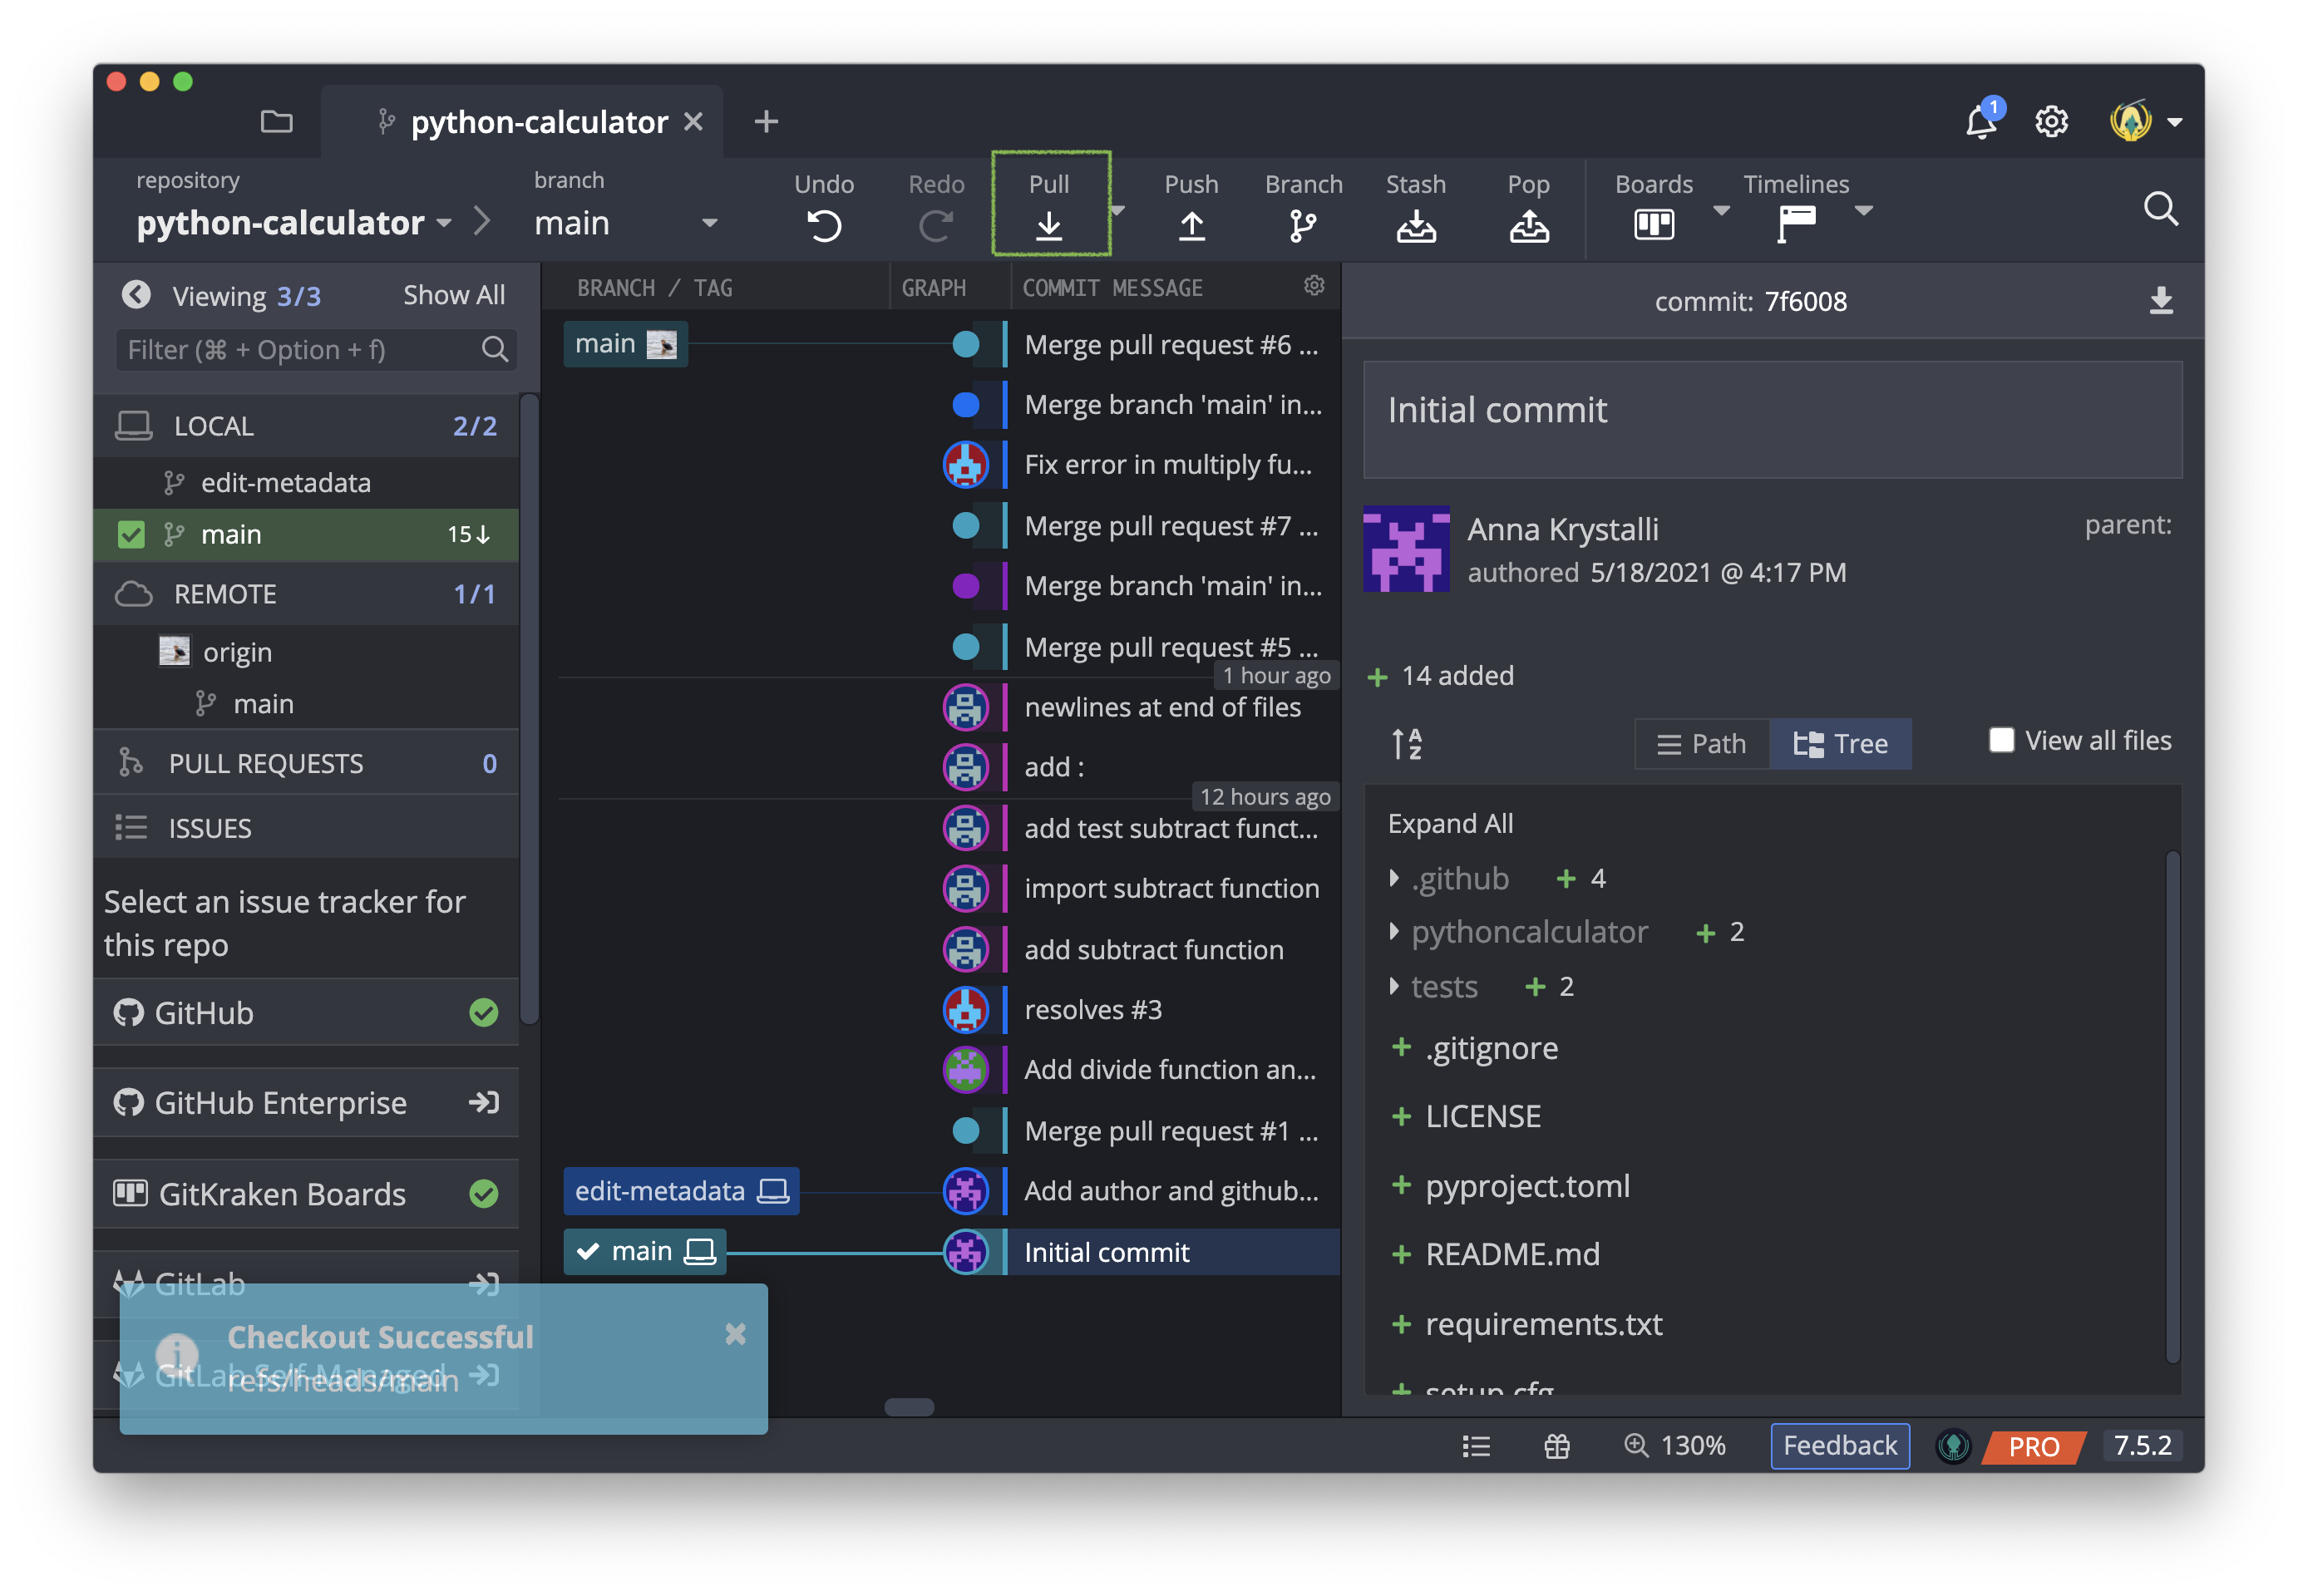 python-calculator
1
repository
python-calculator
branch
main
Undo
Redo
Pull
Push
Branch
Stash
Pop
Boards
Timelines
Viewing 3/3
Show All
Filter (⌘ + Option + f)
LOCAL 2/2
edit-metadata
main 15↓
REMOTE 1/1
origin
main
PULL REQUESTS 0
ISSUES
Select an issue tracker for
this repo
GitHub
GitHub Enterprise
GitKraken Boards
GitLab
GitLab Self-Managed
Checkout Successful
refs/heads/main
BRANCH / TAG
GRAPH
COMMIT MESSAGE
main
Merge pull request #6 ...
Merge branch 'main' in...
Fix error in multiply fu...
Merge pull request #7 ...
Merge branch 'main' in...
Merge pull request #5 ...
1 hour ago
newlines at end of files
add :
12 hours ago
add test subtract funct...
import subtract function
add subtract function
resolves #3
Add divide function an...
Merge pull request #1 ...
edit-metadata
Add author and github...
main
Initial commit
commit: 7f6008
Initial commit
Anna Krystalli
authored 5/18/2021 @ 4:17 PM
parent:
+ 14 added
A
Z
Path
Tree
View all files
Expand All
.github + 4
pythoncalculator + 2
tests + 2
+ .gitignore
+ LICENSE
+ pyproject.toml
+ README.md
+ requirements.txt
+ setup.cfg
130%
Feedback
PRO
7.5.2